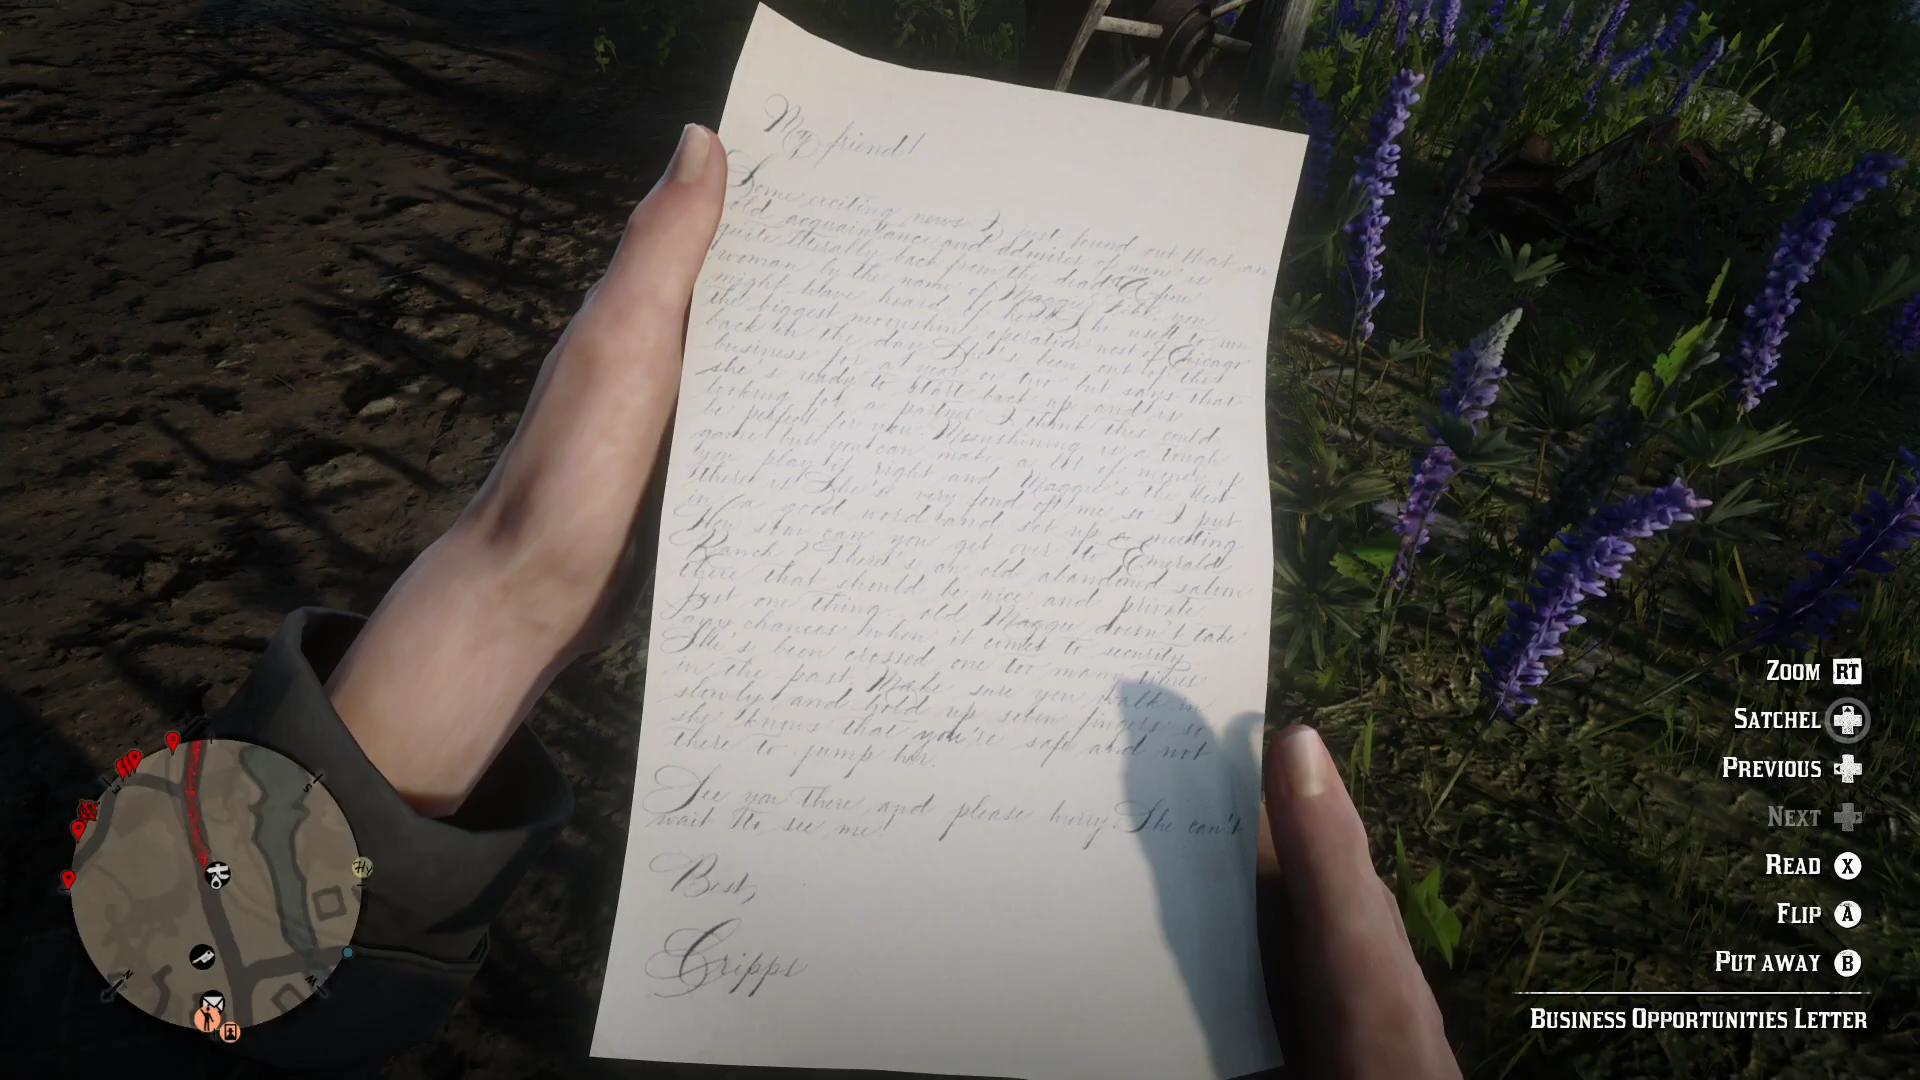 My friend!
Some exciting news I just found out that an
old acquaintance and admirer of mine is
quite literally back from the dead! A fine
woman by the name of Maggie Fike, you
might have heard of her. She used to run
the biggest moonshine operation west of Chicago
back in the day. She's been out of this
business for a year or two but says that
she's ready to start back up and is
looking for a partner. I think this could
be perfect for you. Moonshining is a tough
game but you can make a lot of money if
you play it right and Maggie's the best
there is. She's very fond of me so I put
in a good word and set up a meeting.
How soon can you get over to Emerald
Ranch? There's an old abandoned saloon
there that should be nice and private.
Just one thing, old Maggie doesn't take
any chances when it comes to security.
She's been crossed one too many times
in the past. Make sure you walk in
slowly and hold up seven fingers so
she knows that you're safe and not
there to jump her.
See you there and please hurry. She can't
wait to see me!
Best,
Cripps
ZOOM RT
SATCHEL
PREVIOUS
NEXT
READ X
FLIP A
PUT AWAY B
BUSINESS OPPORTUNITIES LETTER
S
Hy
N
W